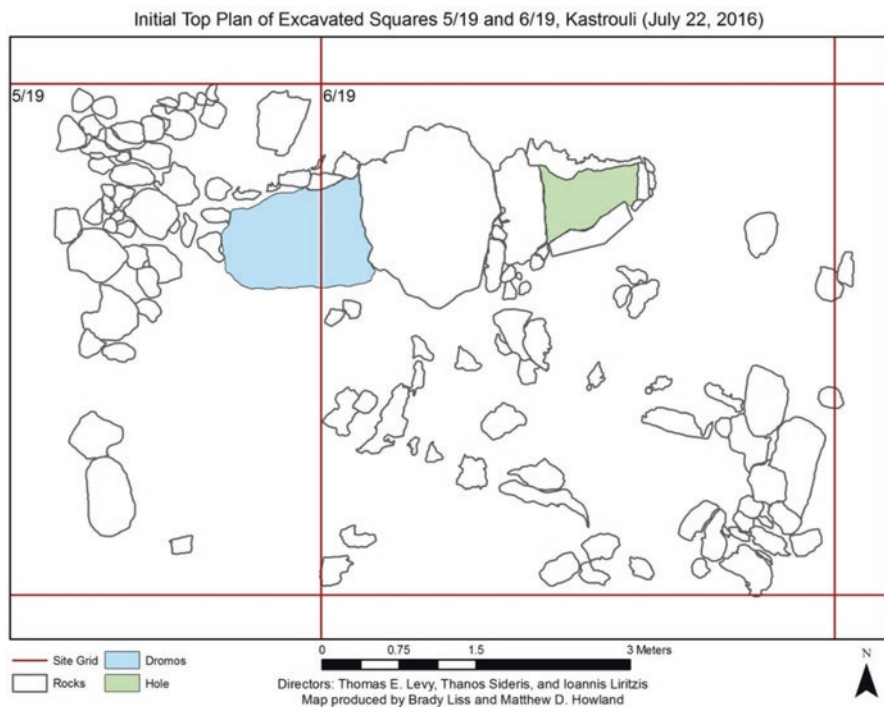 Initial Top Plan of Excavated Squares 5/19 and 6/19, Kastrouli (July 22, 2016)
5/19
6/19
Site Grid
Dromos
Rocks
Hole
0 0.75 1.5 3 Meters
Directors: Thomas E. Levy, Thanos Sideris, and Ioannis Liritzis
Map produced by Brady Liss and Matthew D. Howland
N